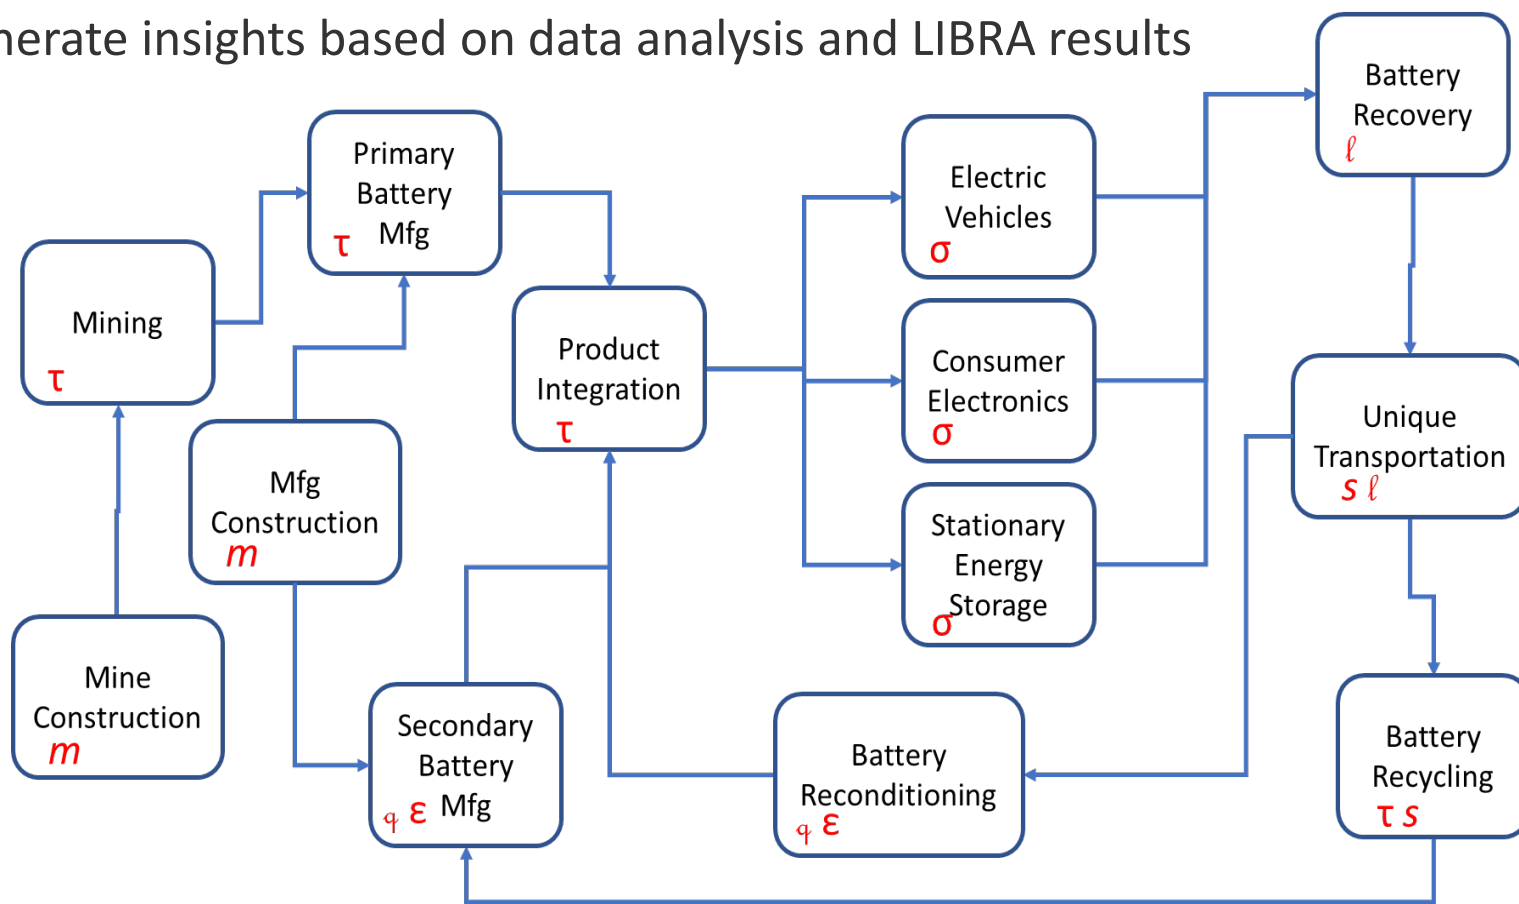 nerate insights based on data analysis and LIBRA results
Battery
Recovery
ℓ
Primary
Battery
Mfg
τ
Electric
Vehicles
σ
Mining
τ
Product
Integration
τ
Consumer
Electronics
σ
Unique
Transportation
s ℓ
Mfg
Construction
m
Stationary
Energy
Storage
σ
Mine
Construction
m
Secondary
Battery
Mfg
q ε
Battery
Reconditioning
q ε
Battery
Recycling
τ s